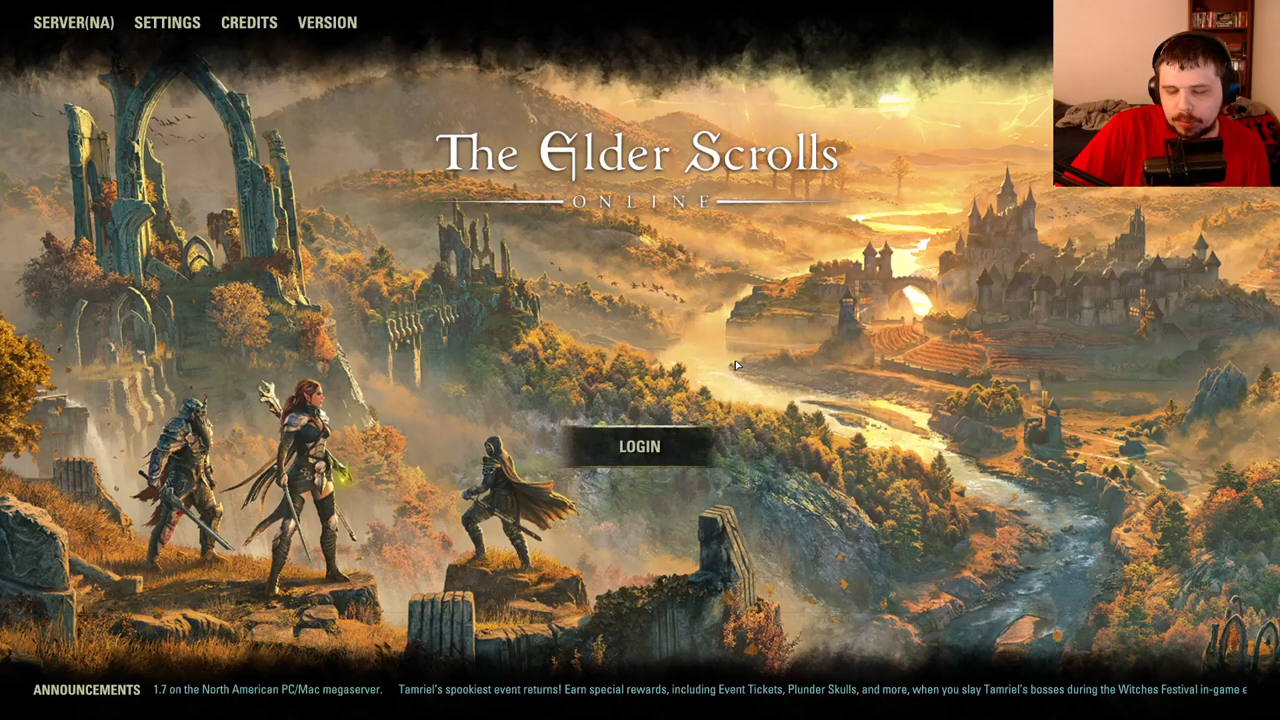 SERVER(NA) SETTINGS CREDITS VERSION
The Elder Scrolls
ONLINE
LOGIN
ANNOUNCEMENTS 1.7 on the North American PC/Mac megaserver. Tamriel's spookiest event returns! Earn special rewards, including Event Tickets, Plunder Skulls, and more, when you slay Tamriel's bosses during the Witches Festival in-game